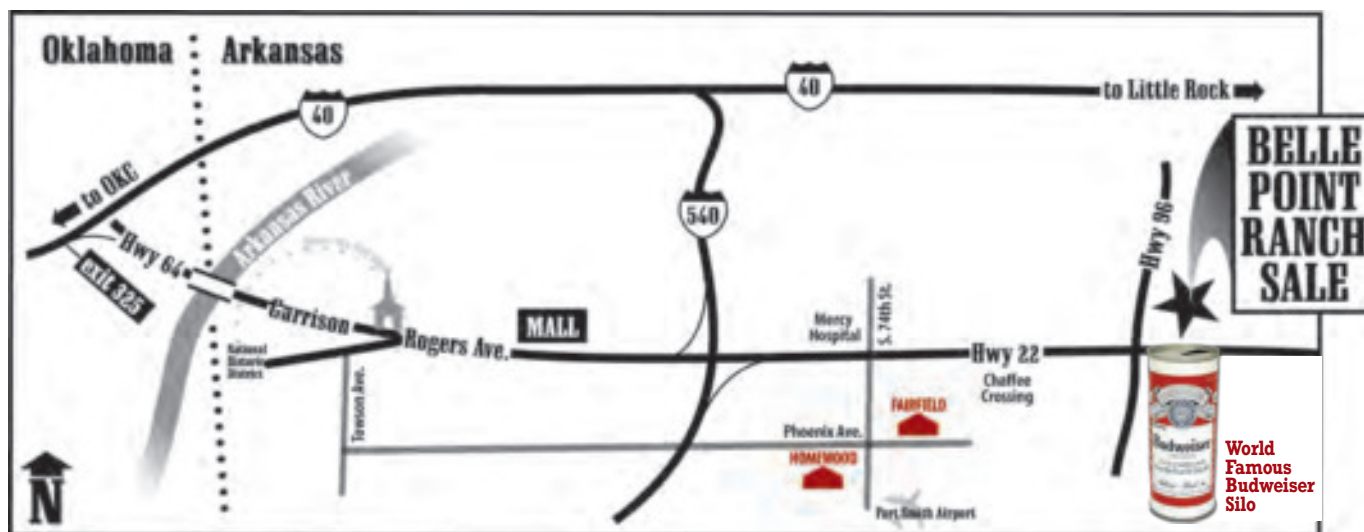 Oklahoma
Arkansas
40
40
to Little Rock
BELLE
POINT
RANCH
SALE
to OKC
Arkansas River
540
Hwy 96
Hwy 64
exit 325
Garrison
MALL
Rogers Ave.
Mercy
Hospital
S. 74th St.
Hwy 22
National
Historic
District
Towson Ave.
Chaffee
Crossing
FAIRFIELD
Phoenix Ave.
HOMEWOOD
Budweiser
World
Famous
Budweiser
Silo
N
Fort Smith Airport